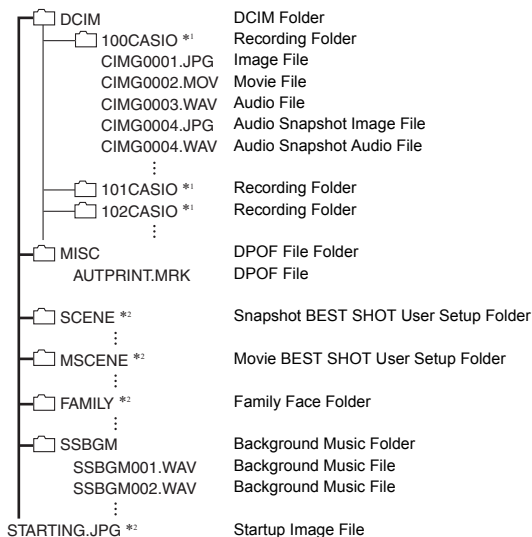 DCIM DCIM Folder
100CASIO *1 Recording Folder
CIMG0001.JPG Image File
CIMG0002.MOV Movie File
CIMG0003.WAV Audio File
CIMG0004.JPG Audio Snapshot Image File
CIMG0004.WAV Audio Snapshot Audio File
101CASIO *1 Recording Folder
102CASIO *1 Recording Folder
MISC DPOF File Folder
AUTPRINT.MRK DPOF File
SCENE *2 Snapshot BEST SHOT User Setup Folder
MSCENE *2 Movie BEST SHOT User Setup Folder
FAMILY *2 Family Face Folder
SSBGM Background Music Folder
SSBGM001.WAV Background Music File
SSBGM002.WAV Background Music File
STARTING.JPG *2 Startup Image File